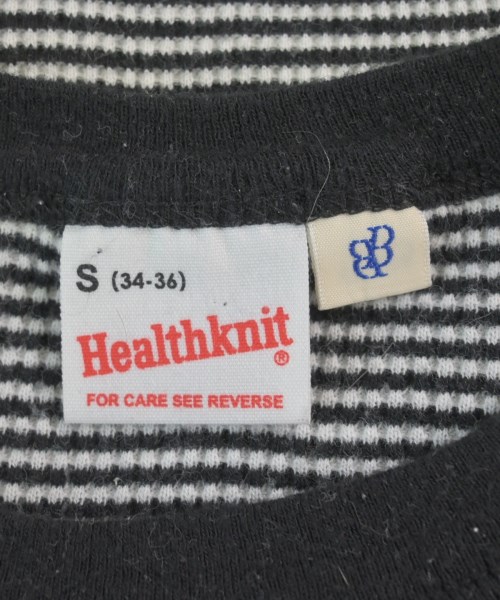 S (34-36)
Healthknit®
FOR CARE SEE REVERSE